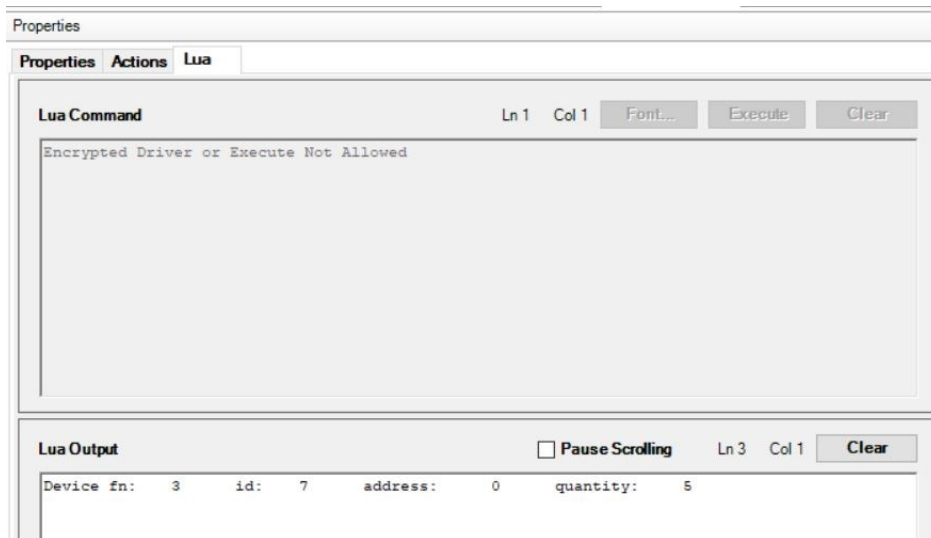 Properties
Properties Actions Lua
Lua Command Ln 1 Col 1 Font... Execute Clear
Encrypted Driver or Execute Not Allowed
Lua Output Pause Scrolling Ln 3 Col 1 Clear
Device fn: 3 id: 7 address: 0 quantity: 5